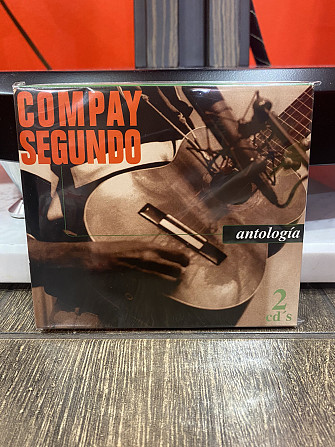 COMPAY
SEGUNDO
antología
2
cd´s